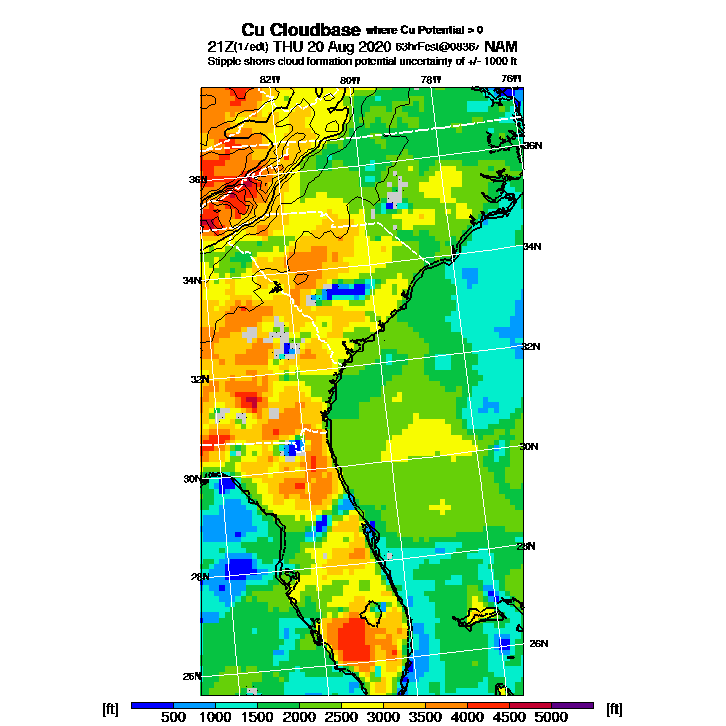 Cu Cloudbase where Cu Potential > 0
21Z(17edt) THU 20 Aug 2020 63hrFcst@0836z NAM
Stipple shows cloud formation potential uncertainty of +/- 1000 ft
82W 80W 78W 76W
36N
36N
34N
34N
32N
32N
30N
30N
28N
28N
26N
26N
[ft] 500 1000 1500 2000 2500 3000 3500 4000 4500 5000 [ft]